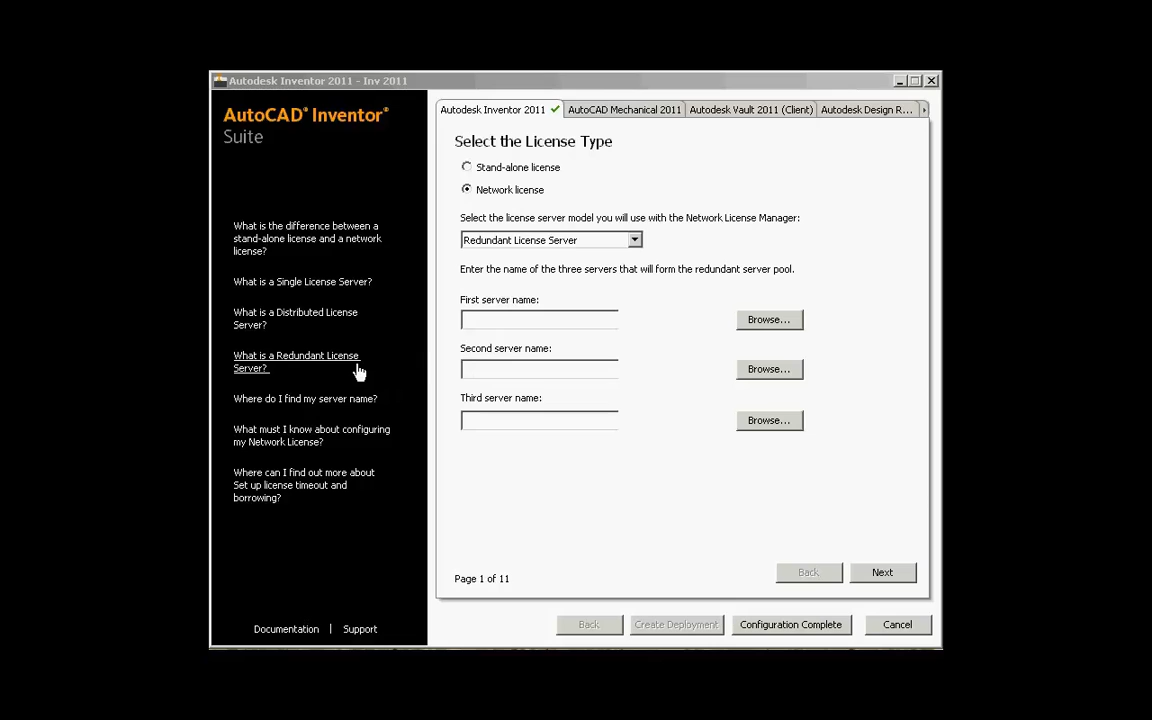 Autodesk Inventor 2011 - Inv 2011
AutoCAD® Inventor®
Suite
What is the difference between a
stand-alone license and a network
license?
What is a Single License Server?
What is a Distributed License
Server?
What is a Redundant License
Server?
Where do I find my server name?
What must I know about configuring
my Network License?
Where can I find out more about
Set up license timeout and
borrowing?
Documentation | Support
Autodesk Inventor 2011 AutoCAD Mechanical 2011 Autodesk Vault 2011 (Client) Autodesk Design R...
Select the License Type
Stand-alone license
Network license
Select the license server model you will use with the Network License Manager:
Redundant License Server
Enter the name of the three servers that will form the redundant server pool.
First server name:
Browse...
Second server name:
Browse...
Third server name:
Browse...
Page 1 of 11
Back Next
Back Create Deployment Configuration Complete Cancel